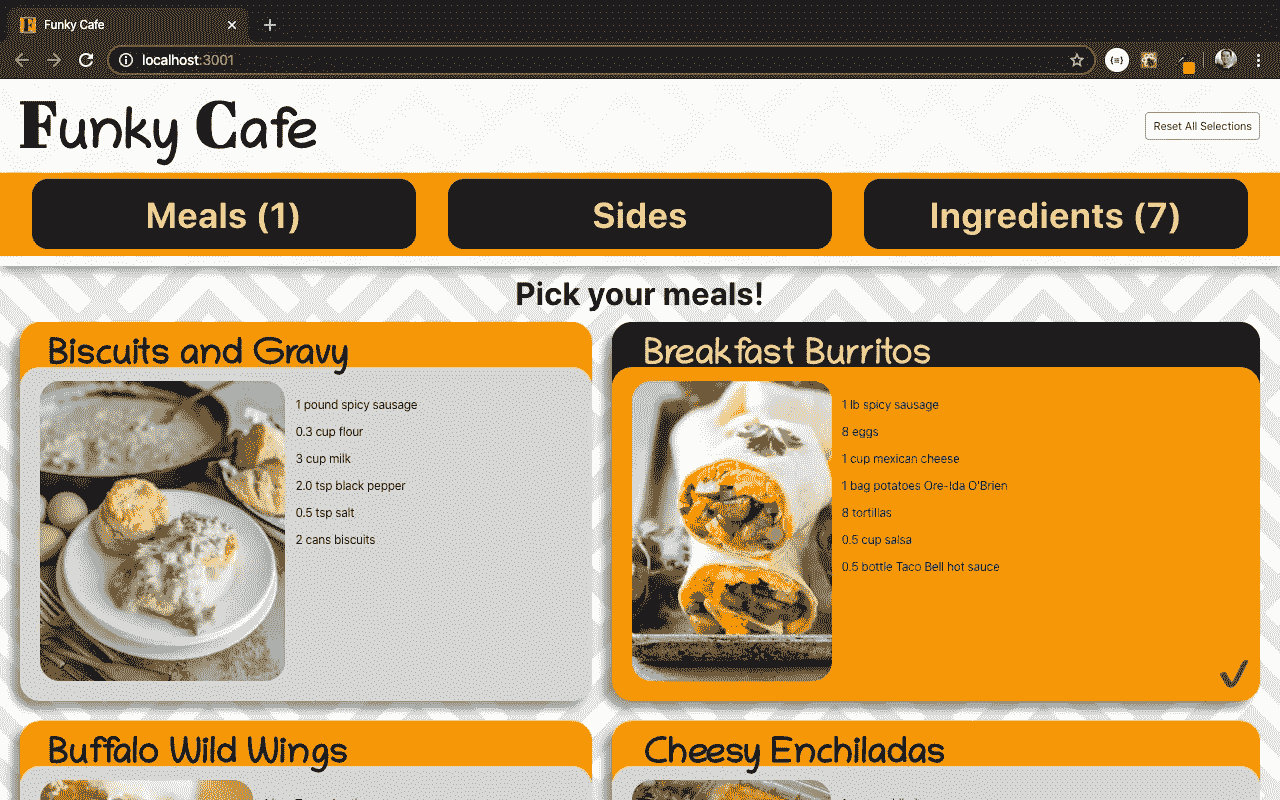 Funky Cafe
localhost:3001
Funky Cafe
Reset All Selections
Meals (1)
Sides
Ingredients (7)
Pick your meals!
Biscuits and Gravy
1 pound spicy sausage
0.3 cup flour
3 cup milk
2.0 tsp black pepper
0.5 tsp salt
2 cans biscuits
Breakfast Burritos
1 lb spicy sausage
8 eggs
1 cup mexican cheese
1 bag potatoes Ore-Ida O'Brien
8 tortillas
0.5 cup salsa
0.5 bottle Taco Bell hot sauce
Buffalo Wild Wings
Cheesy Enchiladas